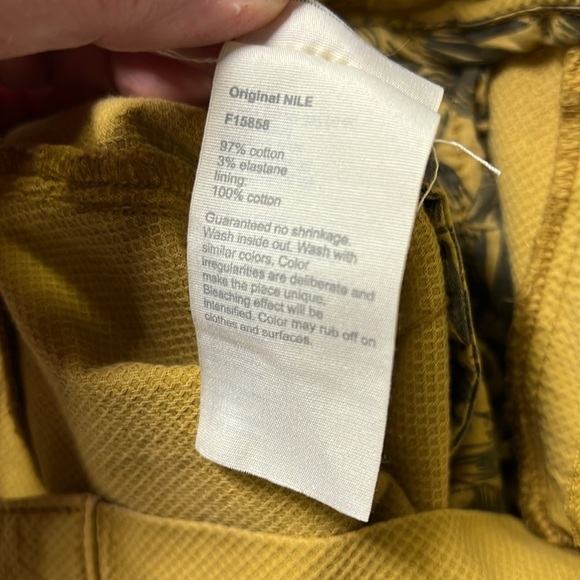 Original NILE
F15858
97% cotton
3% elastane
lining:
100% cotton
Guaranteed no shrinkage.
Wash inside out. Wash with
similar colors. Color
irregularities are deliberate and
make the place unique.
Bleaching effect will be
intensified. Color may rub off on
clothes and surfaces.